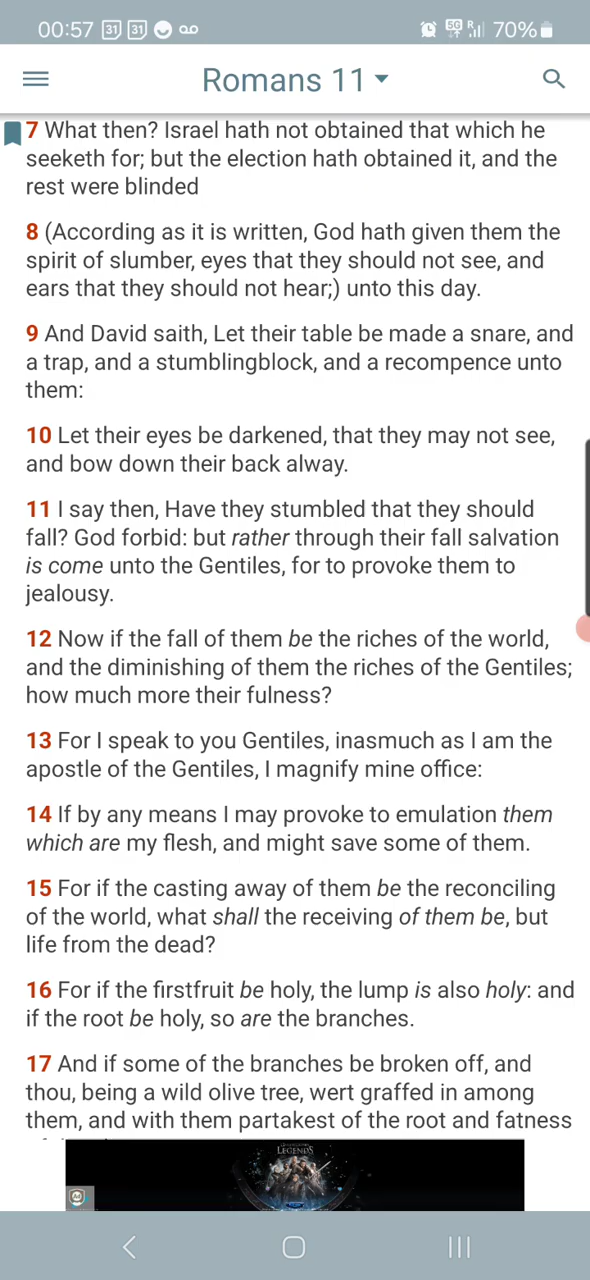 00:57 31 31 5G R 70%
Romans 11
7 What then? Israel hath not obtained that which he
seeketh for; but the election hath obtained it, and the
rest were blinded
8 (According as it is written, God hath given them the
spirit of slumber, eyes that they should not see, and
ears that they should not hear;) unto this day.
9 And David saith, Let their table be made a snare, and
a trap, and a stumblingblock, and a recompence unto
them:
10 Let their eyes be darkened, that they may not see,
and bow down their back alway.
11 I say then, Have they stumbled that they should
fall? God forbid: but rather through their fall salvation
is come unto the Gentiles, for to provoke them to
jealousy.
12 Now if the fall of them be the riches of the world,
and the diminishing of them the riches of the Gentiles;
how much more their fulness?
13 For I speak to you Gentiles, inasmuch as I am the
apostle of the Gentiles, I magnify mine office:
14 If by any means I may provoke to emulation them
which are my flesh, and might save some of them.
15 For if the casting away of them be the reconciling
of the world, what shall the receiving of them be, but
life from the dead?
16 For if the firstfruit be holy, the lump is also holy: and
if the root be holy, so are the branches.
17 And if some of the branches be broken off, and
thou, being a wild olive tree, wert graffed in among
them, and with them partakest of the root and fatness
LEGENDS